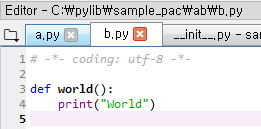 Editor - C:₩pylib₩sample_pac₩ab₩b.py
a.py b.py __init__.py - sa
1 # -*- coding: utf-8 -*-
2
3 def world():
4 print("World")
5